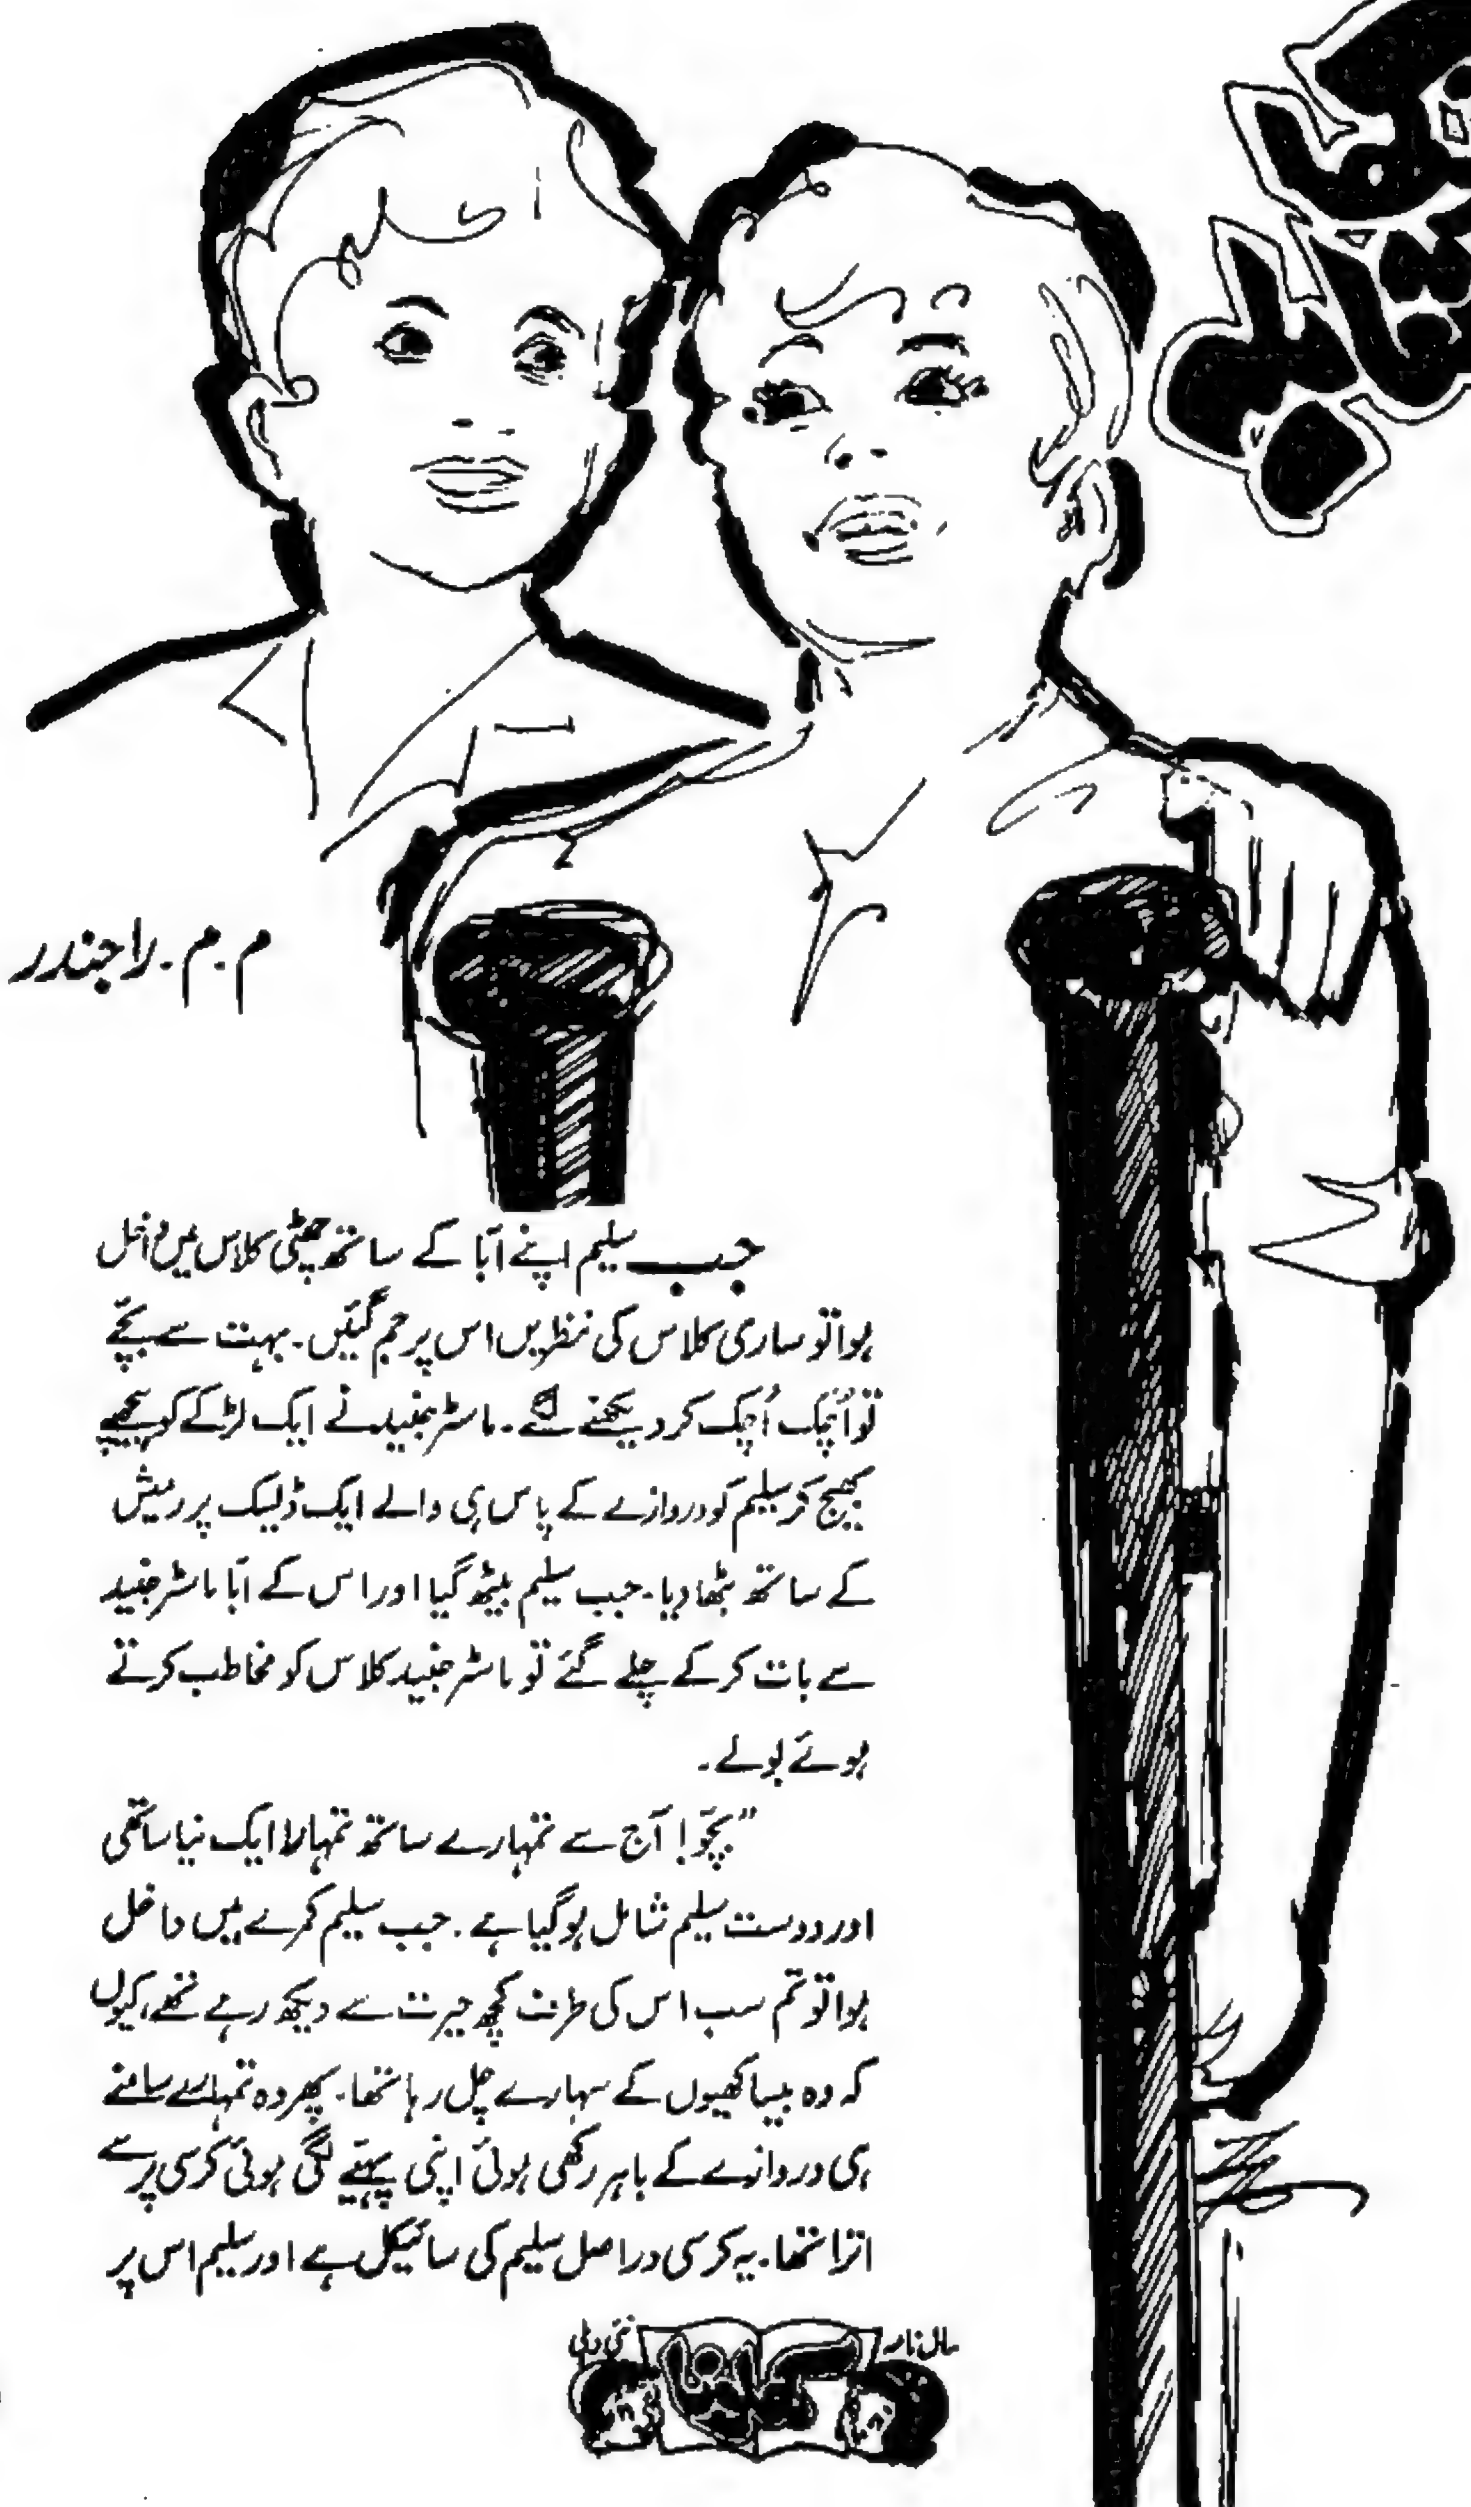 م.م. راجندر
جب سلیم اپنے ابّا کے ساتھ چھٹی کلاس میں داخل
ہوا تو ساری کلاس کی نظریں اس پر جم گئیں۔ بہت سے بچّے
تو اُچک اُچک کر دیکھنے لگے۔ ماسٹر جنید نے ایک لڑکے کو پیچھے
بھیج کر سلیم کو دروازے کے پاس ہی والے ایک ڈیسک پر رمیش
کے ساتھ بٹھا دیا۔ جب سلیم بیٹھ گیا اور اس کے ابّا ماسٹر جنید
سے بات کر کے چلے گئے تو ماسٹر جنید کلاس کو مخاطب کرتے
ہوئے بولے۔
”بچّو! آج سے تمہارے ساتھ تمہارا ایک نیا ساتھی
اور دوست سلیم شامل ہو گیا ہے۔ جب سلیم کمرے میں داخل
ہوا تو تم سب اس کی طرف کچھ حیرت سے دیکھ رہے تھے، کیوں
کہ وہ بیساکھیوں کے سہارے چل رہا تھا۔ پھر وہ تمہارے سامنے
ہی دروازے کے باہر رکھی ہوئی اپنی پہیّے لگی ہوئی کرسی پر سے
اترا تھا۔ یہ کرسی دراصل سلیم کی سائیکل ہے اور سلیم اس پر
سال نامہ نئی دہلی